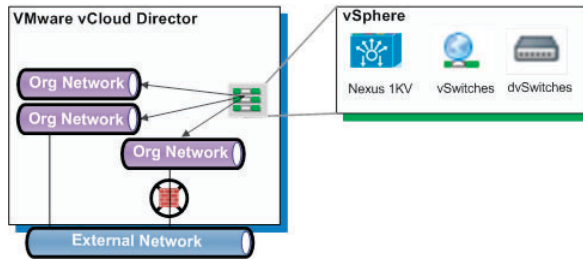 VMware vCloud Director
vSphere
Org Network
Org Network
Org Network
External Network
Nexus 1KV
vSwitches
dvSwitches